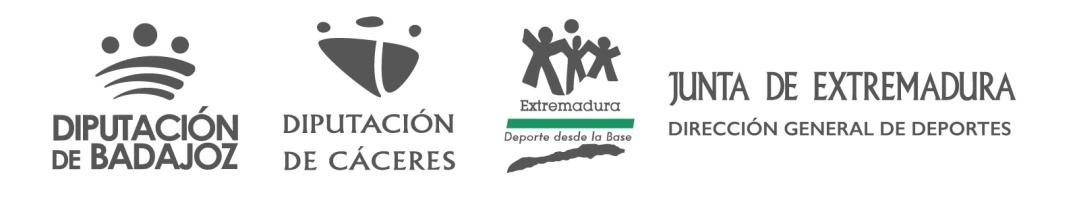 DIPUTACIÓN
DE BADAJOZ
DIPUTACIÓN
DE CÁCERES
Extremadura
Deporte desde la Base
JUNTA DE EXTREMADURA
DIRECCIÓN GENERAL DE DEPORTES